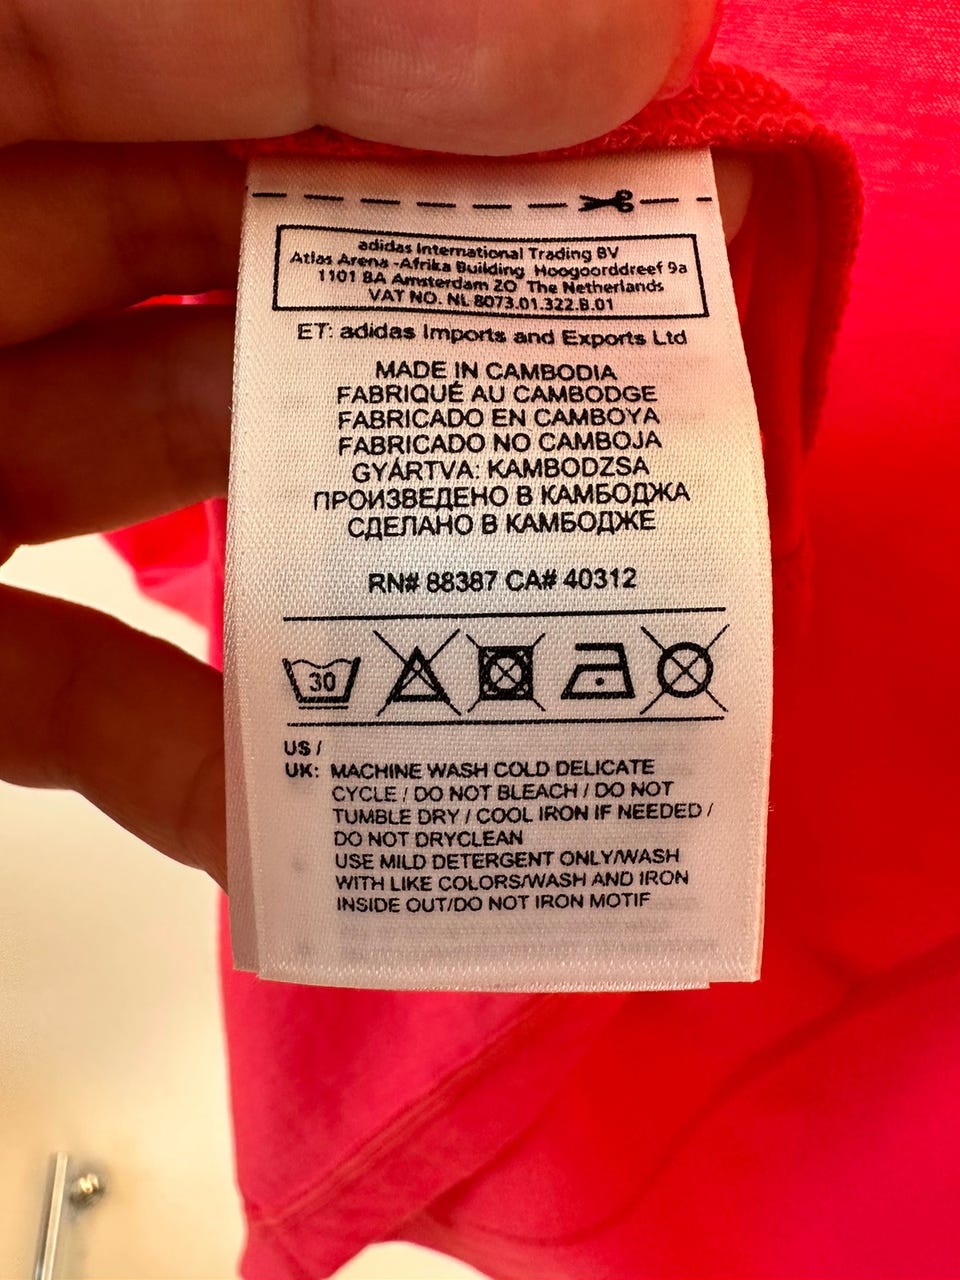 adidas International Trading BV
Atlas Arena -Afrika Building Hoogoorddreef 9a
1101 BA Amsterdam ZO The Netherlands
VAT NO. NL 8073.01.322.B.01
ET: adidas Imports and Exports Ltd
MADE IN CAMBODIA
FABRIQUÉ AU CAMBODGE
FABRICADO EN CAMBOYA
FABRICADO NO CAMBOJA
GYÁRTVA: KAMBODZSA
ПРОИЗВЕДЕНО В КАМБОДЖА
СДЕЛАНО В КАМБОДЖЕ
RN# 88387 CA# 40312
30
US /
UK: MACHINE WASH COLD DELICATE
CYCLE / DO NOT BLEACH / DO NOT
TUMBLE DRY / COOL IRON IF NEEDED /
DO NOT DRYCLEAN
USE MILD DETERGENT ONLY/WASH
WITH LIKE COLORS/WASH AND IRON
INSIDE OUT/DO NOT IRON MOTIF